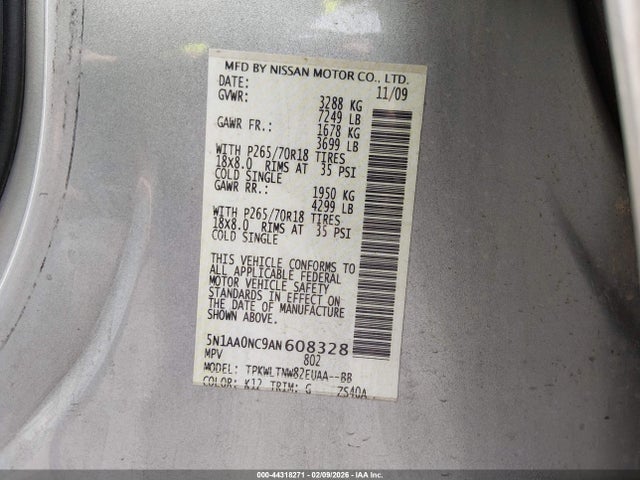 MFD BY NISSAN MOTOR CO., LTD.
DATE: 11/09
GVWR: 3288 KG
7249 LB
GAWR FR.: 1678 KG
3699 LB
WITH P265/70R18 TIRES
18X8.0 RIMS AT 35 PSI
COLD SINGLE
GAWR RR.: 1950 KG
4299 LB
WITH P265/70R18 TIRES
18X8.0 RIMS AT 35 PSI
COLD SINGLE
THIS VEHICLE CONFORMS TO
ALL APPLICABLE FEDERAL
MOTOR VEHICLE SAFETY
STANDARDS IN EFFECT ON
THE DATE OF MANUFACTURE
SHOWN ABOVE.
5N1AA0NC9AN608328
MPV 802
MODEL: TPKWLTNW82EUAA--BB
COLOR: K12 TRIM: G ZS40A
000-44318271 - 02/09/2026 - IAA Inc.